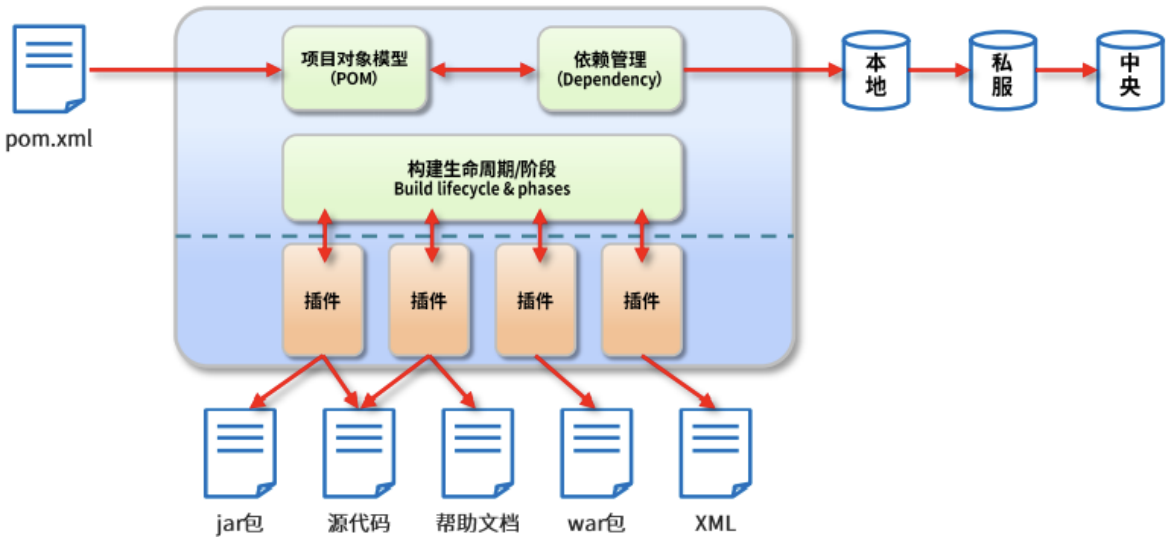 项目对象模型
（POM）
依赖管理
（Dependency）
本
地
私
服
中
央
pom.xml
构建生命周期/阶段
Build lifecycle & phases
插件
插件
插件
插件
jar包
源代码
帮助文档
war包
XML